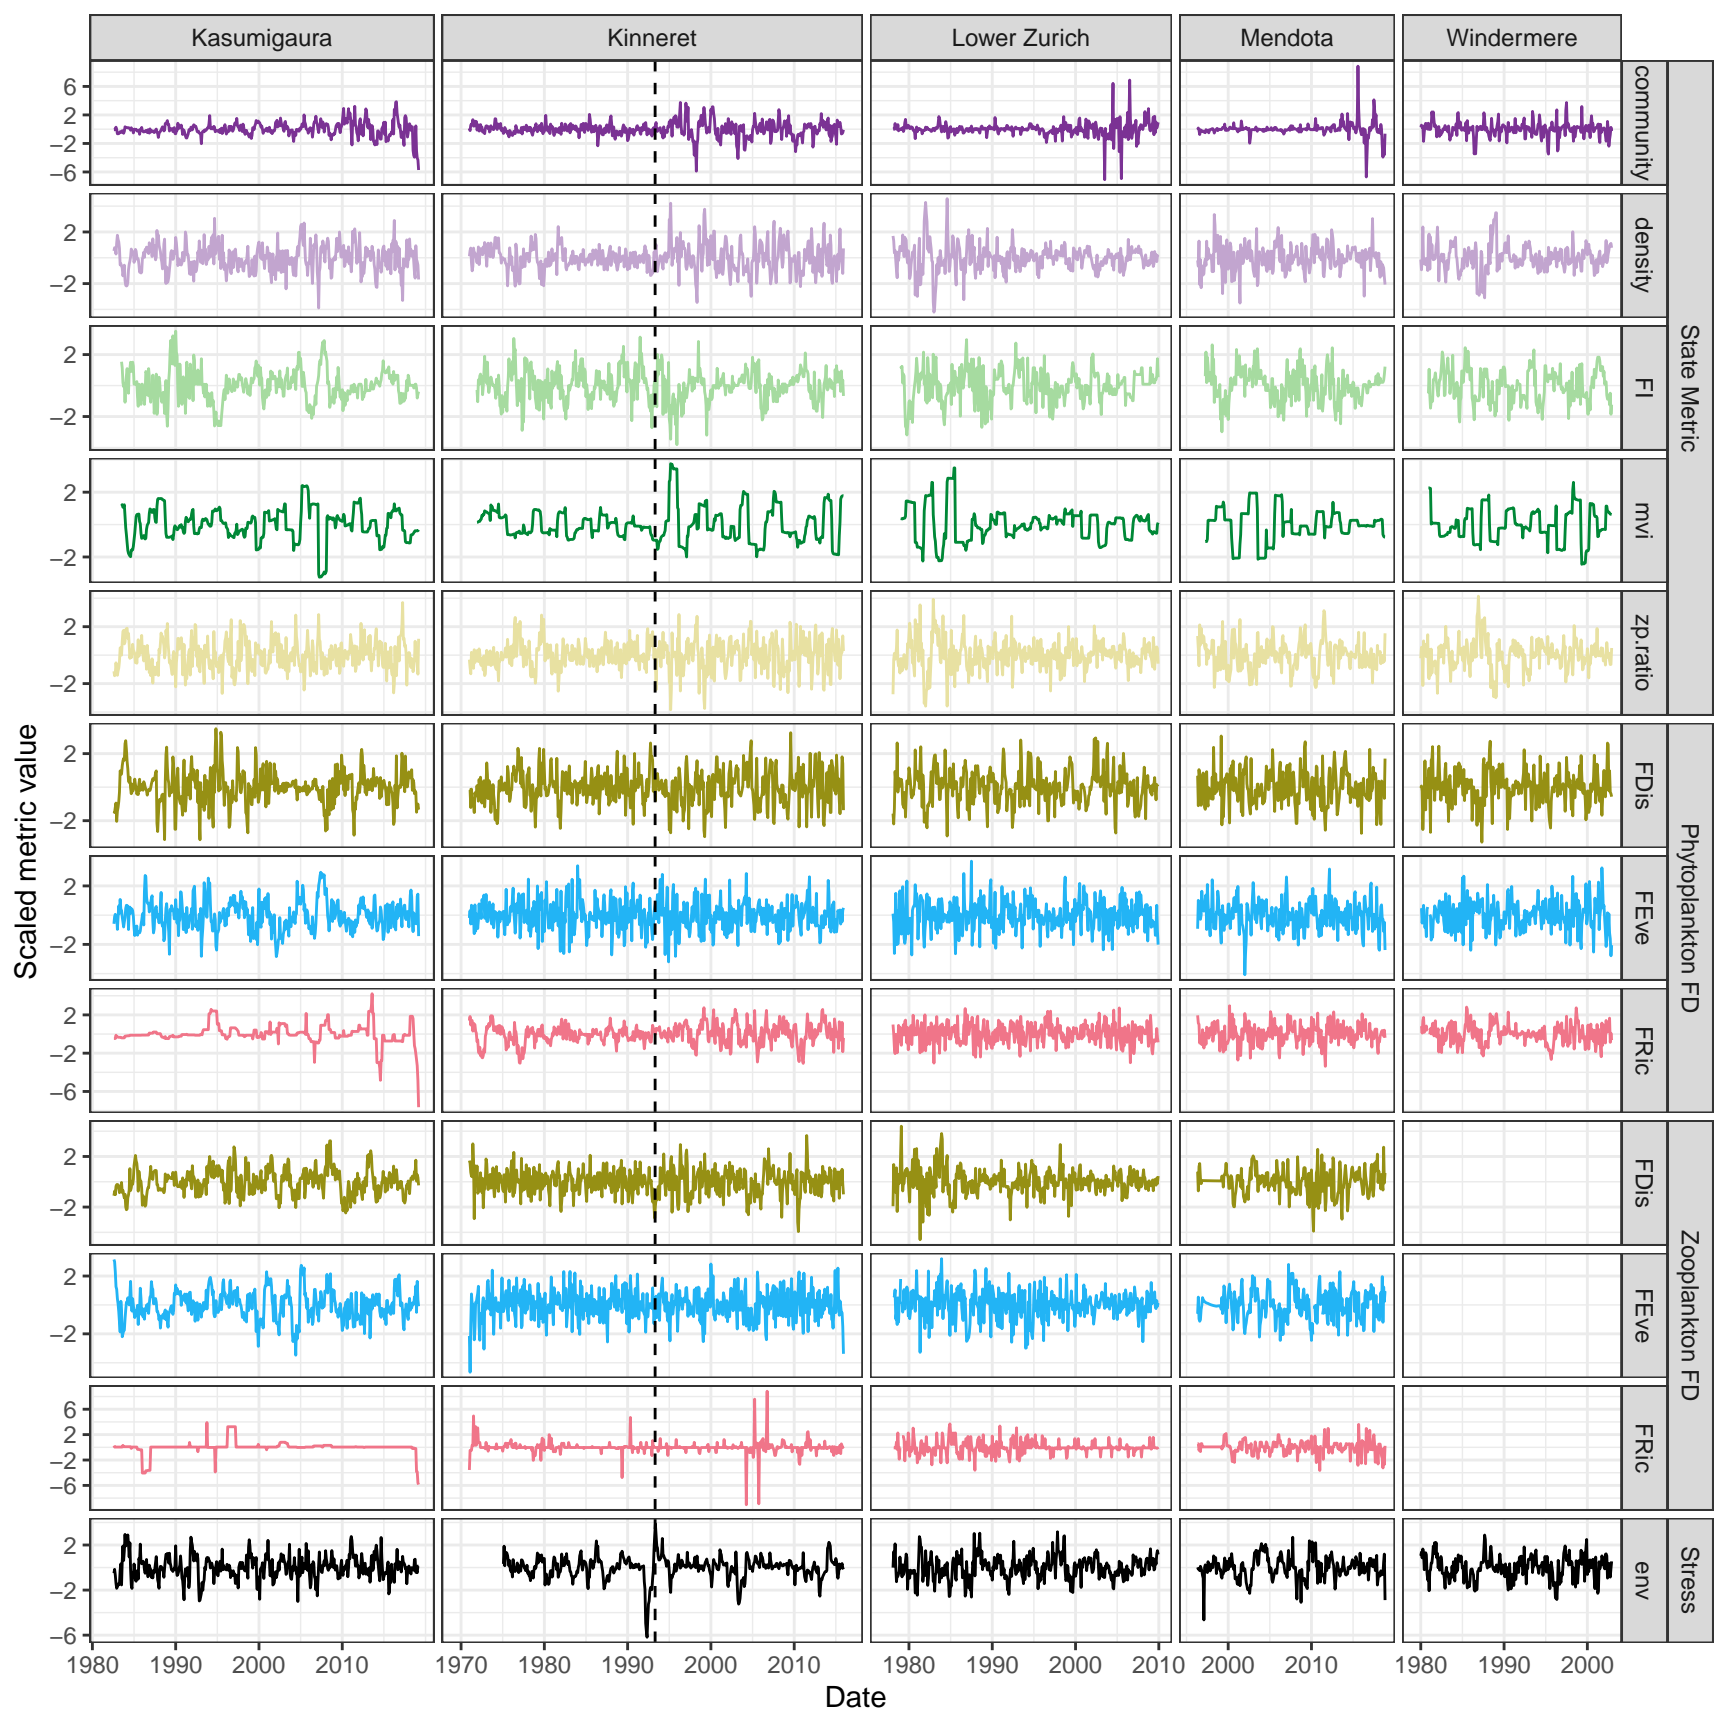 Kasumigaura Kinneret Lower Zurich Mendota Windermere
6
2
−2
−6
community
2
−2
density
2
−2
FI
2
−2
mvi
2
−2
zp.ratio
State Metric
2
−2
FDis
2
−2
FEve
2
−2
−6
FRic
Phytoplankton FD
2
−2
FDis
2
−2
FEve
6
2
−2
−6
FRic
Zooplankton FD
2
−2
−6
env
Stress
Scaled metric value
1980 1990 2000 2010 1970 1980 1990 2000 2010 1980 1990 2000 2010 2000 2010 1980 1990 2000
Date